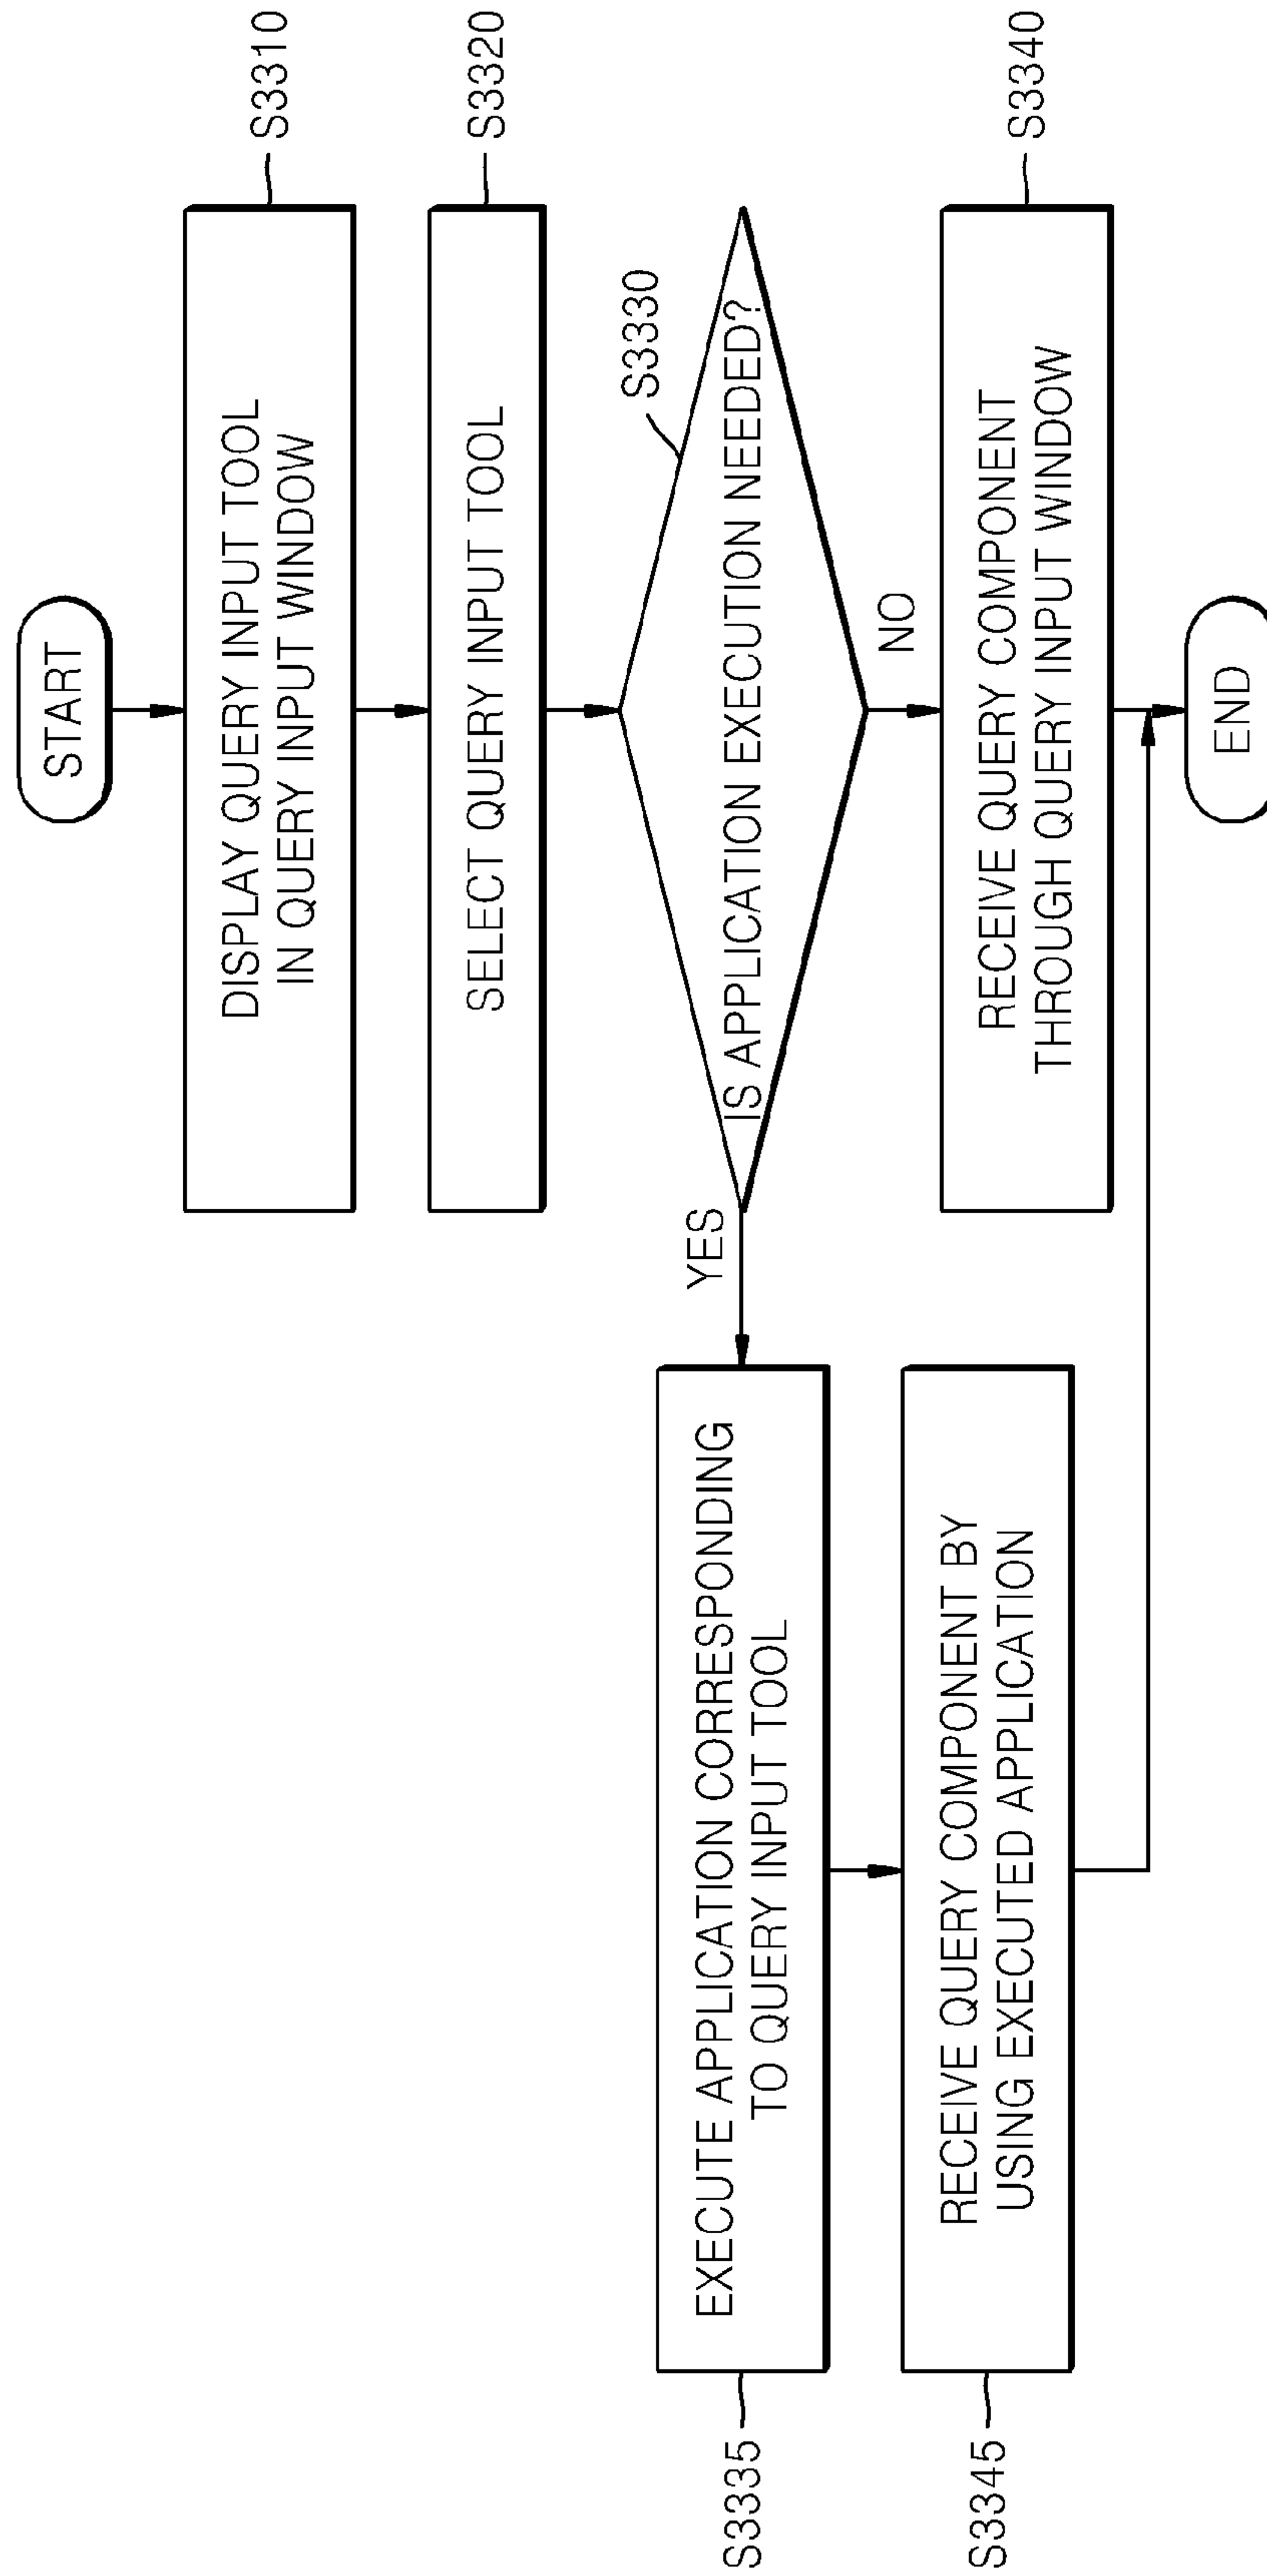 START
DISPLAY QUERY INPUT TOOL
IN QUERY INPUT WINDOW
S3310
SELECT QUERY INPUT TOOL
S3320
S3330
IS APPLICATION EXECUTION NEEDED?
YES
NO
S3335
EXECUTE APPLICATION CORRESPONDING
TO QUERY INPUT TOOL
S3345
RECEIVE QUERY COMPONENT BY
USING EXECUTED APPLICATION
RECEIVE QUERY COMPONENT
THROUGH QUERY INPUT WINDOW
S3340
END